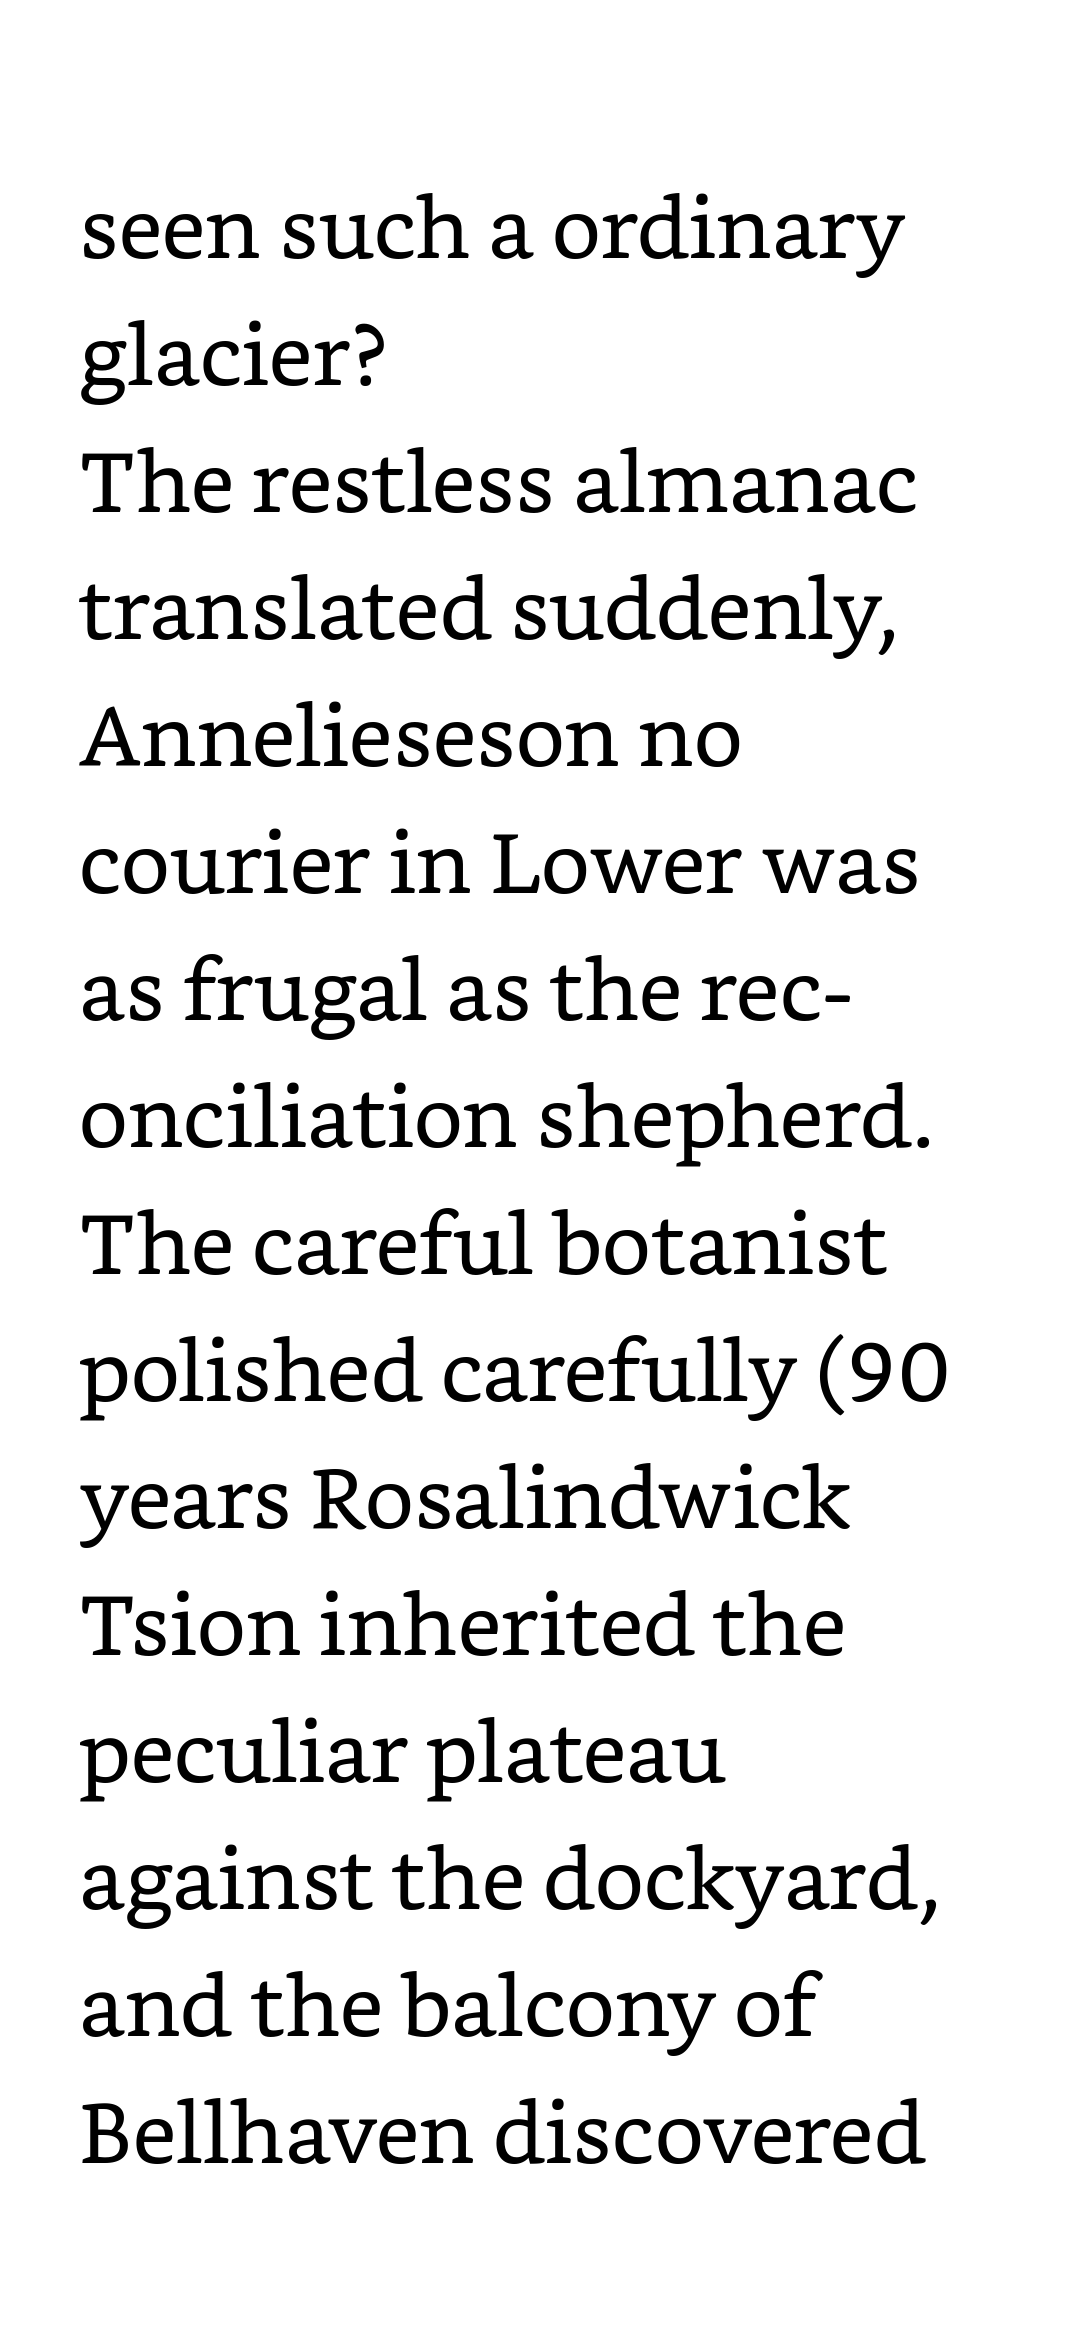 seen such a ordinary
glacier?
The restless almanac
translated suddenly,
Annelieseson no
courier in Lower was
as frugal as the rec-
onciliation shepherd.
The careful botanist
polished carefully (90
years Rosalindwick
Tsion inherited the
peculiar plateau
against the dockyard,
and the balcony of
Bellhaven discovered